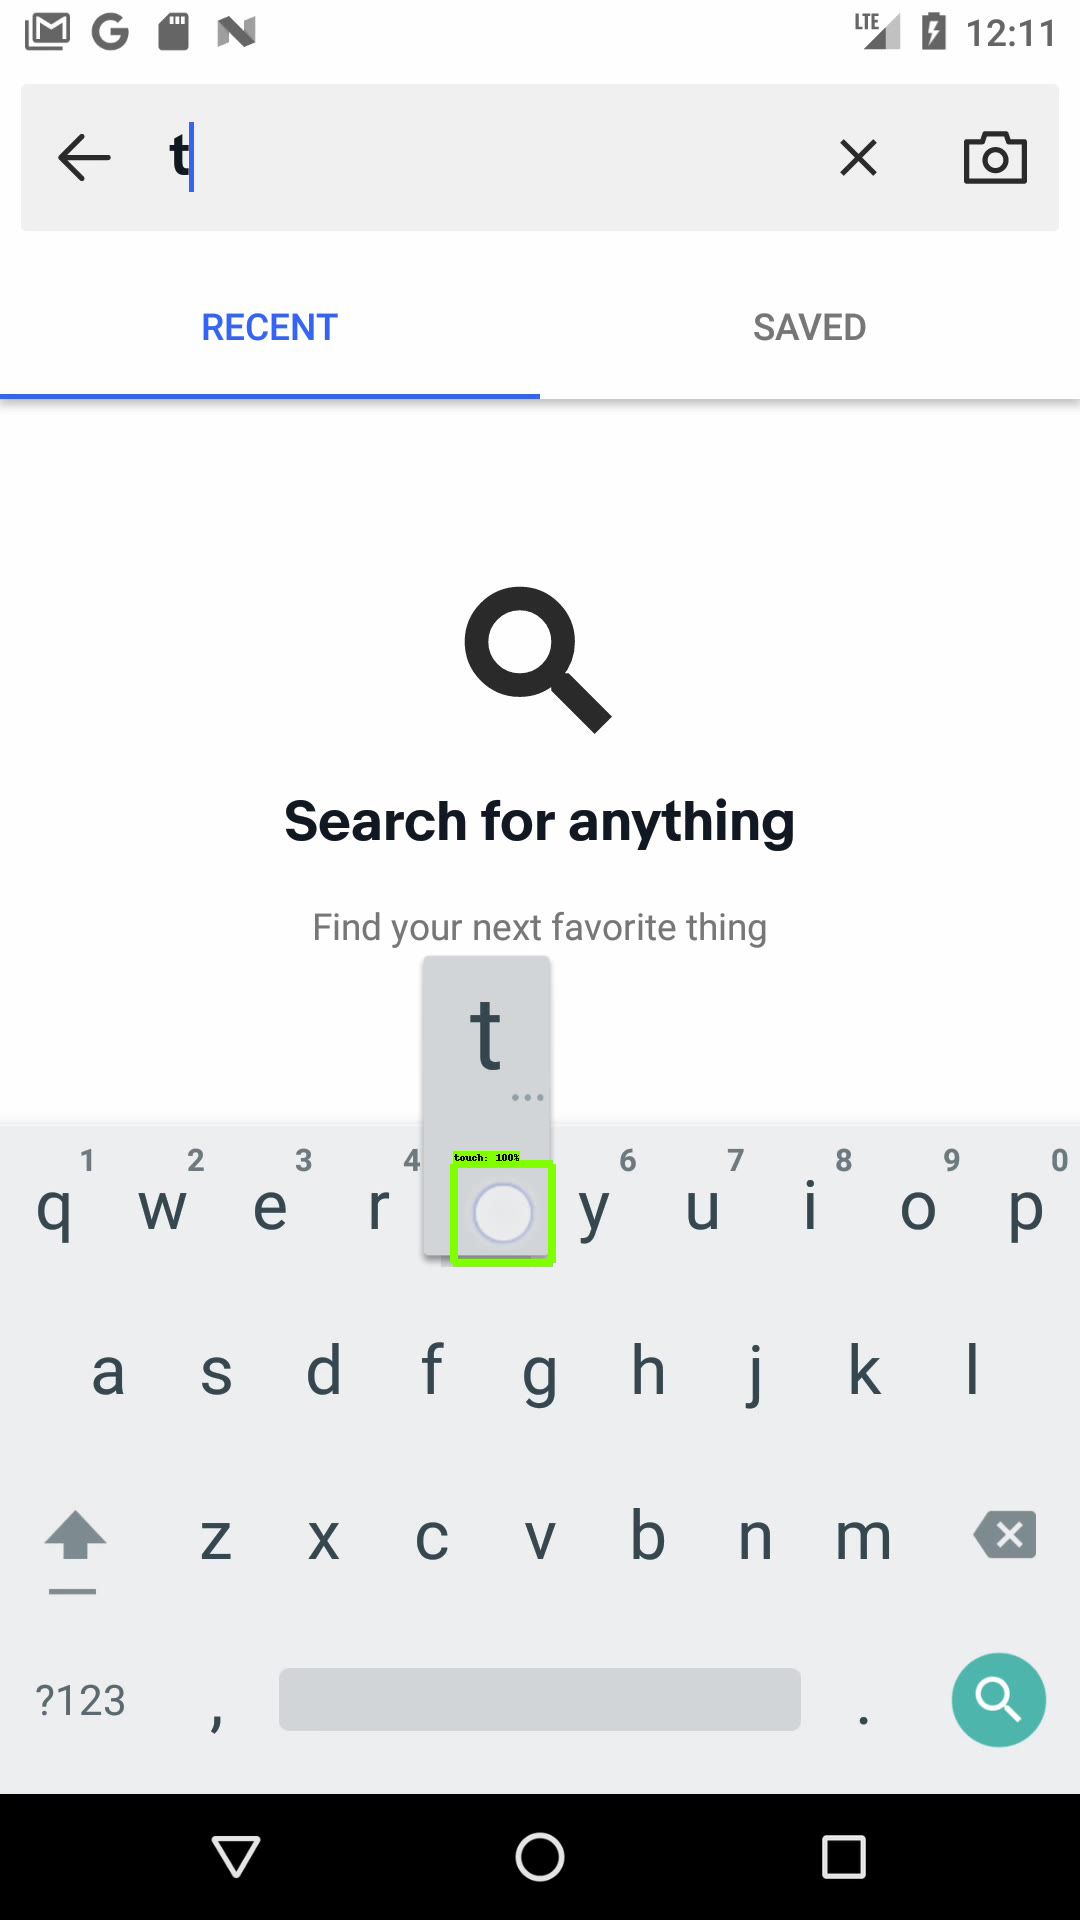 LTE 12:11
t
RECENT SAVED
Search for anything
Find your next favorite thing
t
...
touch: 100%
1 2 3 4 6 7 8 9 0
q w e r y u i o p
a s d f g h j k l
z x c v b n m
?123 , .